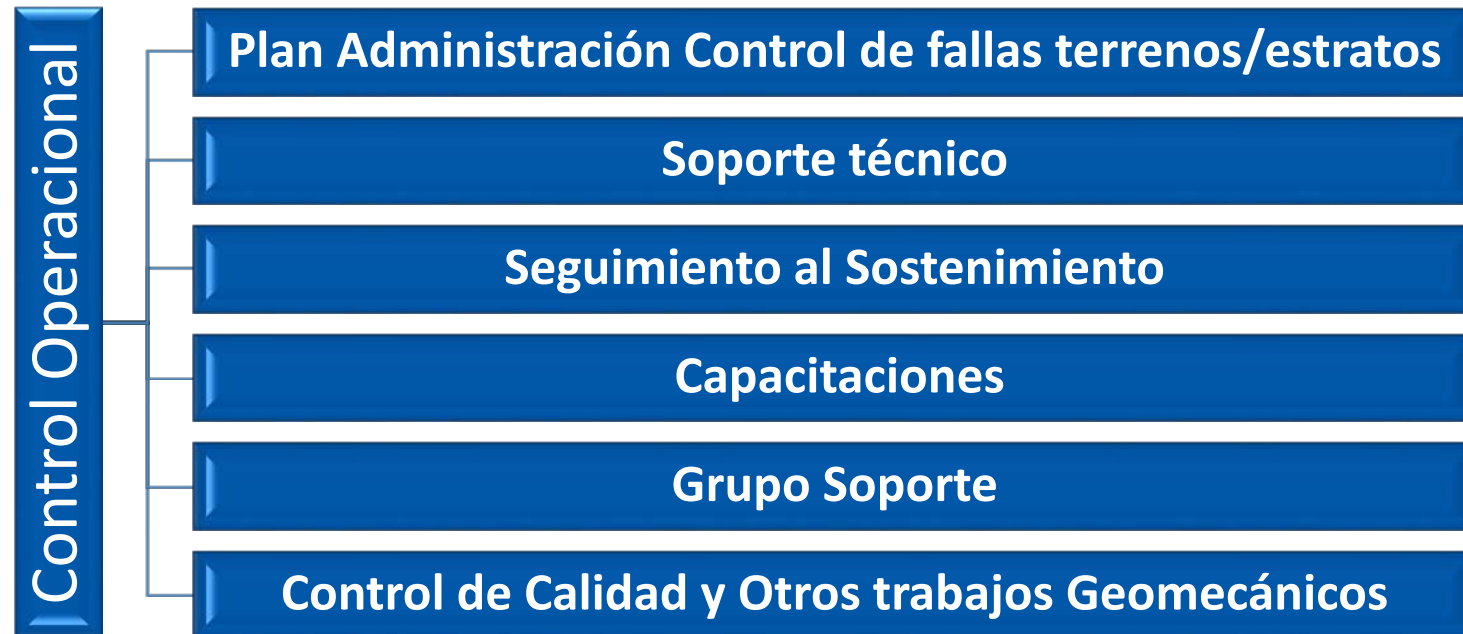 Control Operacional
Plan Administración Control de fallas terrenos/estratos
Soporte técnico
Seguimiento al Sostenimiento
Capacitaciones
Grupo Soporte
Control de Calidad y Otros trabajos Geomecánicos